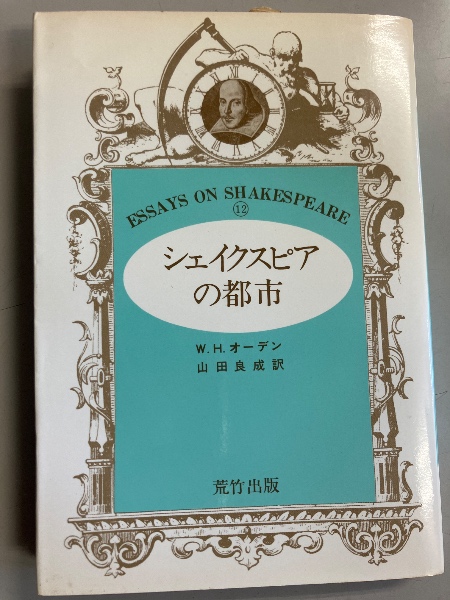 ESSAYS ON SHAKESPEARE
⑫
シェイクスピア
の都市
W.H.オーデン
山田良成訳
荒竹出版